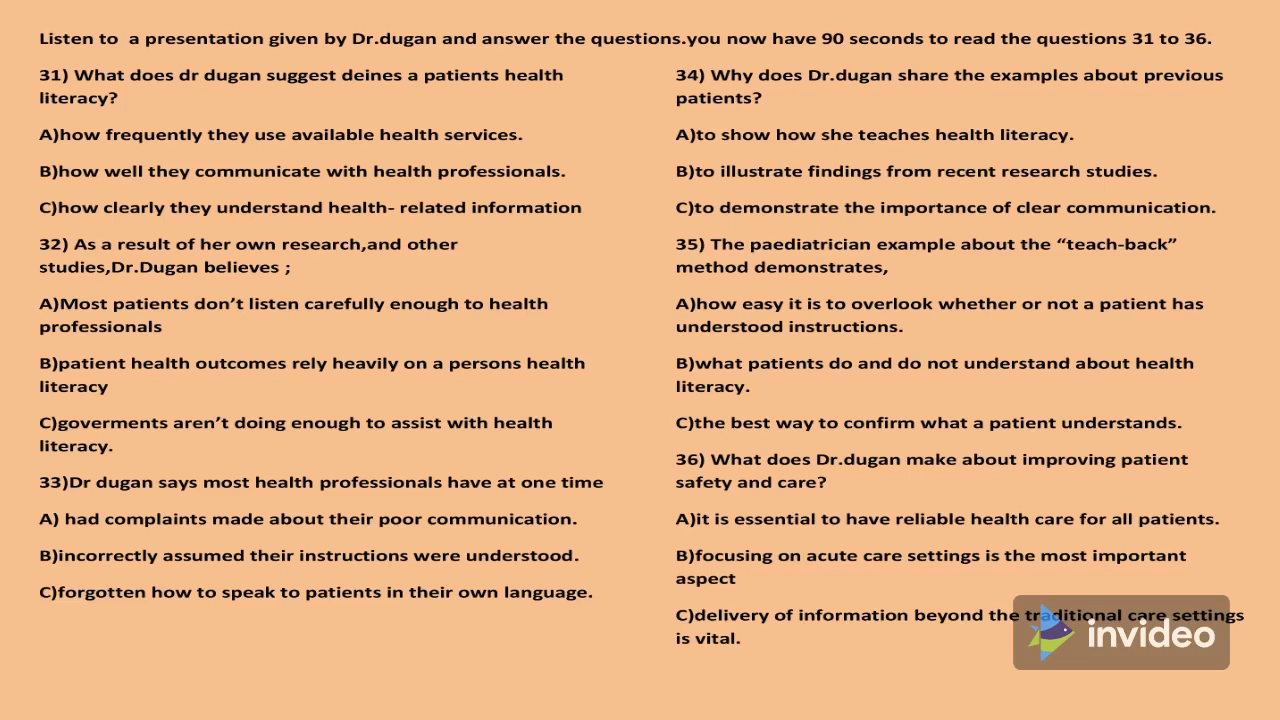 Listen to  a presentation given by Dr.dugan and answer the questions.you now have 90 seconds to read the questions 31 to 36.
31) What does dr dugan suggest deines a patients health
literacy?
A)how frequently they use available health services.
B)how well they communicate with health professionals.
C)how clearly they understand health- related information
32) As a result of her own research,and other
studies,Dr.Dugan believes ;
A)Most patients don’t listen carefully enough to health
professionals
B)patient health outcomes rely heavily on a persons health
literacy
C)goverments aren’t doing enough to assist with health
literacy.
33)Dr dugan says most health professionals have at one time
A) had complaints made about their poor communication.
B)incorrectly assumed their instructions were understood.
C)forgotten how to speak to patients in their own language.
34) Why does Dr.dugan share the examples about previous
patients?
A)to show how she teaches health literacy.
B)to illustrate findings from recent research studies.
C)to demonstrate the importance of clear communication.
35) The paediatrician example about the “teach-back”
method demonstrates,
A)how easy it is to overlook whether or not a patient has
understood instructions.
B)what patients do and do not understand about health
literacy.
C)the best way to confirm what a patient understands.
36) What does Dr.dugan make about improving patient
safety and care?
A)it is essential to have reliable health care for all patients.
B)focusing on acute care settings is the most important
aspect
C)delivery of information beyond the traditional care settings
is vital.
invideo